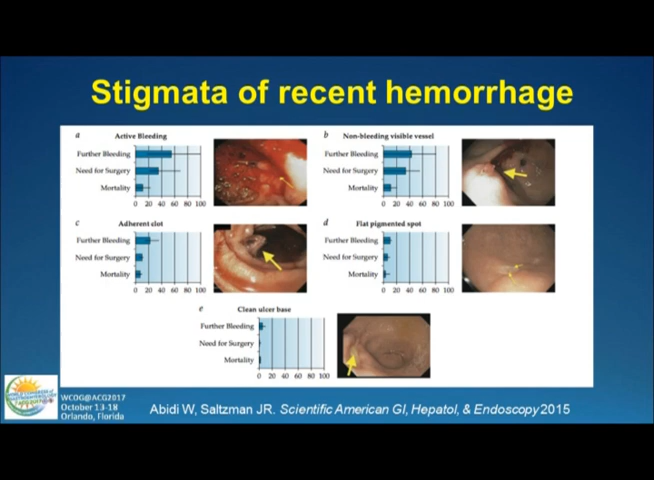 Stigmata of recent hemorrhage
a Active Bleeding
Further Bleeding
Need for Surgery
Mortality
0 20 40 60 80 100
b Non-bleeding visible vessel
Further Bleeding
Need for Surgery
Mortality
0 20 40 60 80 100
c Adherent clot
Further Bleeding
Need for Surgery
Mortality
0 20 40 60 80 100
d Flat pigmented spot
Further Bleeding
Need for Surgery
Mortality
0 20 40 60 80 100
e Clean ulcer base
Further Bleeding
Need for Surgery
Mortality
0 20 40 60 80 100
WCOG@ACG2017
October 13-18
Orlando, Florida
Abidi W, Saltzman JR. Scientific American GI, Hepatol, & Endoscopy 2015